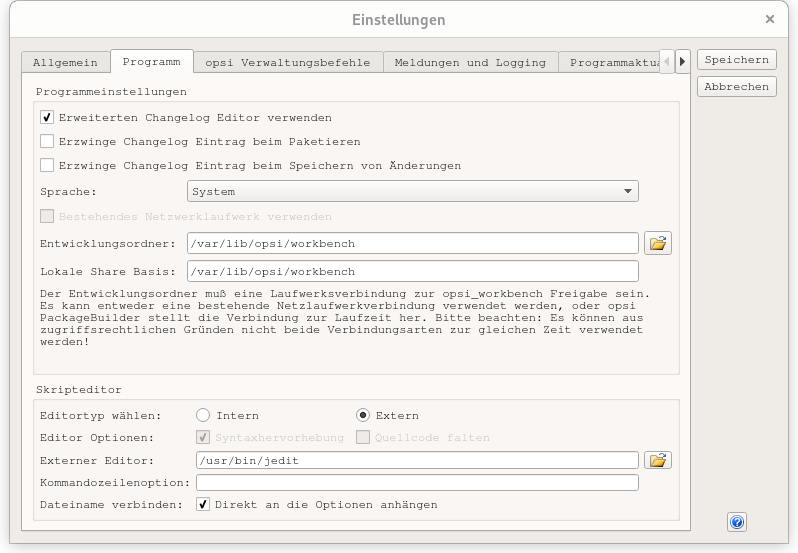 Einstellungen
Allgemein
Programm
opsi Verwaltungsbefehle
Meldungen und Logging
Programmaktua
Speichern
Abbrechen
Programmeinstellungen
Erweiterten Changelog Editor verwenden
Erzwinge Changelog Eintrag beim Paketieren
Erzwinge Changelog Eintrag beim Speichern von Änderungen
Sprache: System
Bestehendes Netzwerklaufwerk verwenden
Entwicklungsordner: /var/lib/opsi/workbench
Lokale Share Basis: /var/lib/opsi/workbench
Der Entwicklungsordner muß eine Laufwerksverbindung zur opsi_workbench Freigabe sein.
Es kann entweder eine bestehende Netzlaufwerkverbindung verwendet werden, oder opsi
PackageBuilder stellt die Verbindung zur Laufzeit her. Bitte beachten: Es können aus
zugriffsrechtlichen Gründen nicht beide Verbindungsarten zur gleichen Zeit verwendet
werden!
Skripteditor
Editortyp wählen: Intern Extern
Editor Optionen: Syntaxhervorhebung Quellcode falten
Externer Editor: /usr/bin/jedit
Kommandozeilenoption:
Dateiname verbinden: Direkt an die Optionen anhängen